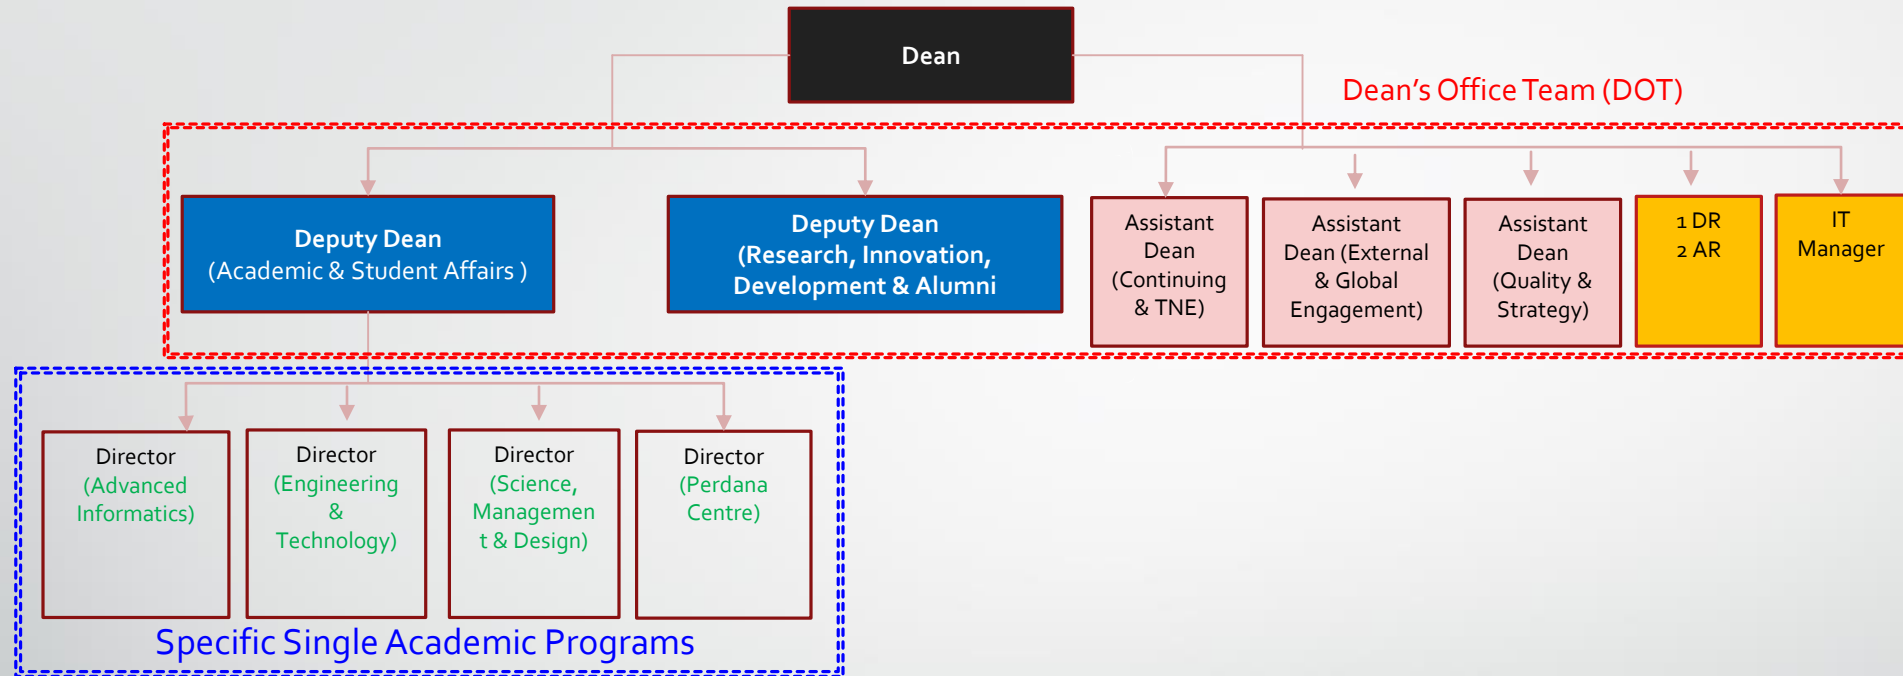 Dean
Dean’s Office Team (DOT)
Deputy Dean
(Academic & Student Affairs )
Deputy Dean
(Research, Innovation,
Development & Alumni
Assistant
Dean
(Continuing
& TNE)
Assistant
Dean (External
& Global
Engagement)
Assistant
Dean
(Quality &
Strategy)
1 DR
2 AR
IT
Manager
Director
(Advanced
Informatics)
Director
(Engineering
&
Technology)
Director
(Science,
Managemen
t & Design)
Director
(Perdana
Centre)
Specific Single Academic Programs